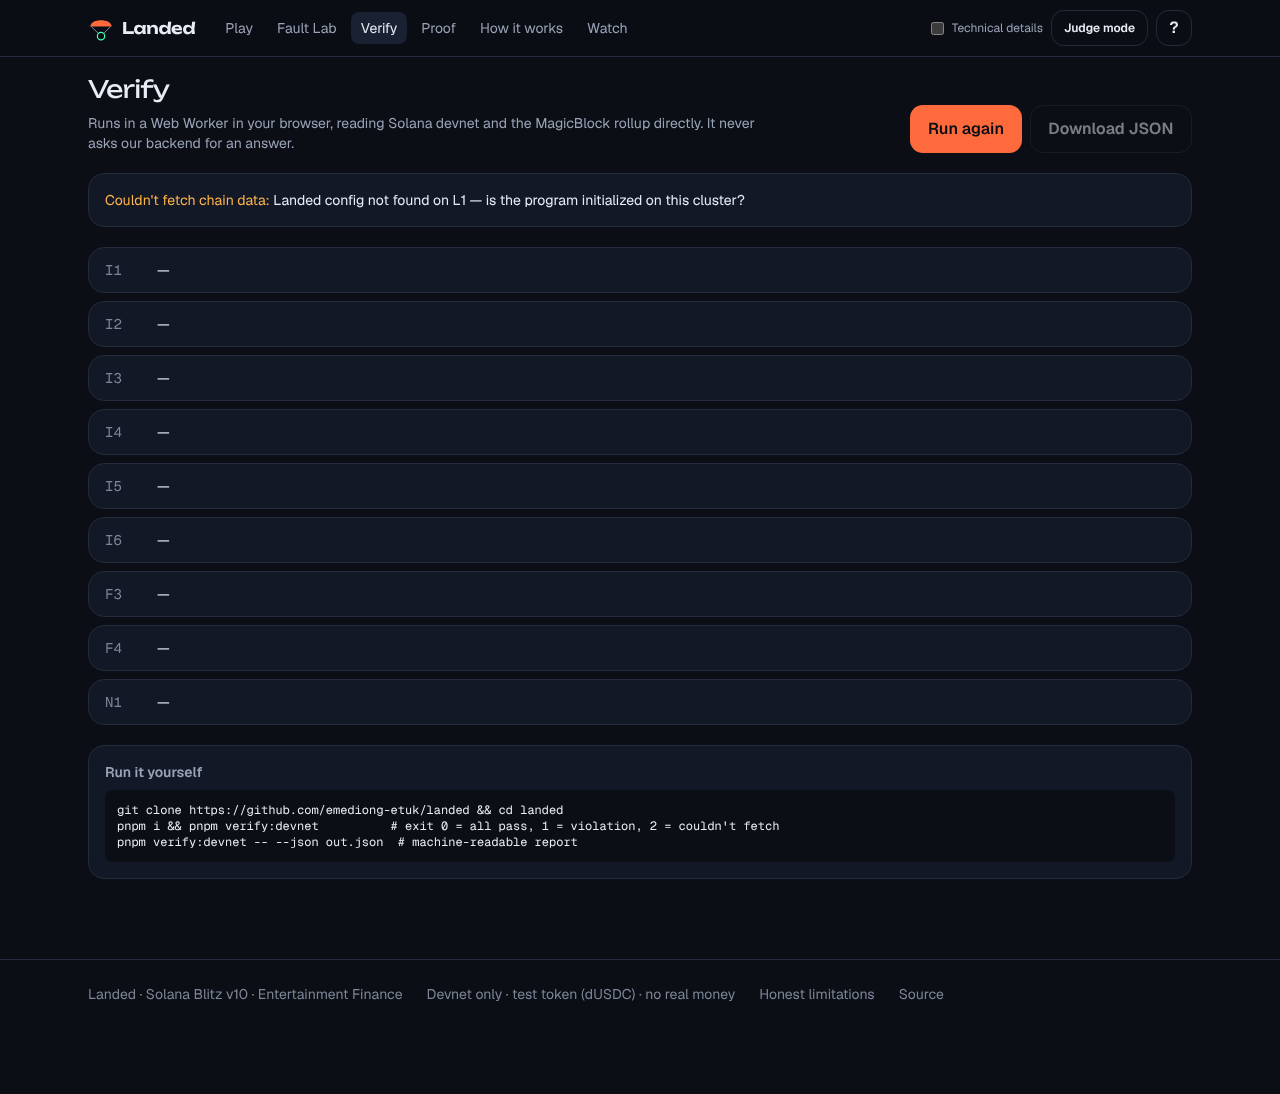 Landed
Play
Fault Lab
Verify
Proof
How it works
Watch
Technical details
Judge mode
?
Verify
Runs in a Web Worker in your browser, reading Solana devnet and the MagicBlock rollup directly. It never
asks our backend for an answer.
Run again
Download JSON
Couldn't fetch chain data: Landed config not found on L1 — is the program initialized on this cluster?
I1 —
I2 —
I3 —
I4 —
I5 —
I6 —
F3 —
F4 —
N1 —
Run it yourself
git clone https://github.com/emediong-etuk/landed && cd landed
pnpm i && pnpm verify:devnet # exit 0 = all pass, 1 = violation, 2 = couldn't fetch
pnpm verify:devnet -- --json out.json # machine-readable report
Landed · Solana Blitz v10 · Entertainment Finance
Devnet only · test token (dUSDC) · no real money
Honest limitations
Source